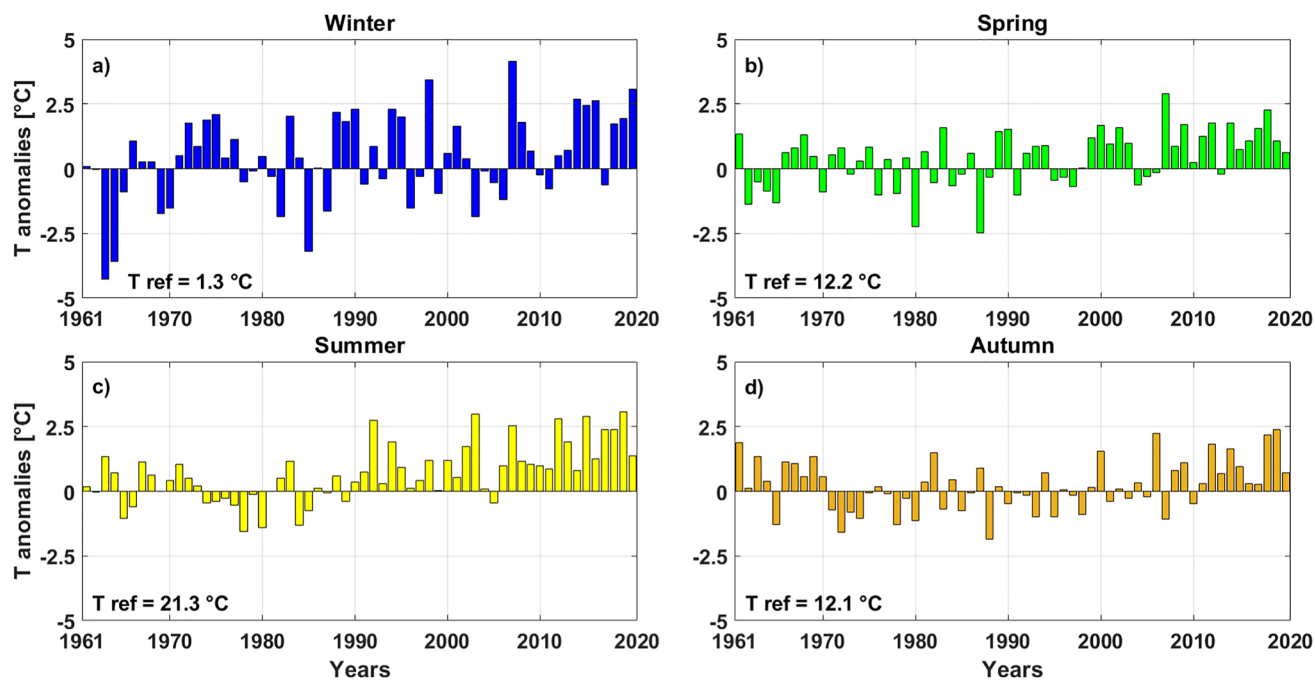 Winter
Spring
5
2.5
0
-2.5
-5
T anomalies [°C]
a)
T ref = 1.3 °C
1961 1970 1980 1990 2000 2010 2020
5
2.5
0
-2.5
-5
b)
T ref = 12.2 °C
1961 1970 1980 1990 2000 2010 2020
Summer
Autumn
5
2.5
0
-2.5
-5
T anomalies [°C]
c)
T ref = 21.3 °C
1961 1970 1980 1990 2000 2010 2020
Years
5
2.5
0
-2.5
-5
d)
T ref = 12.1 °C
1961 1970 1980 1990 2000 2010 2020
Years